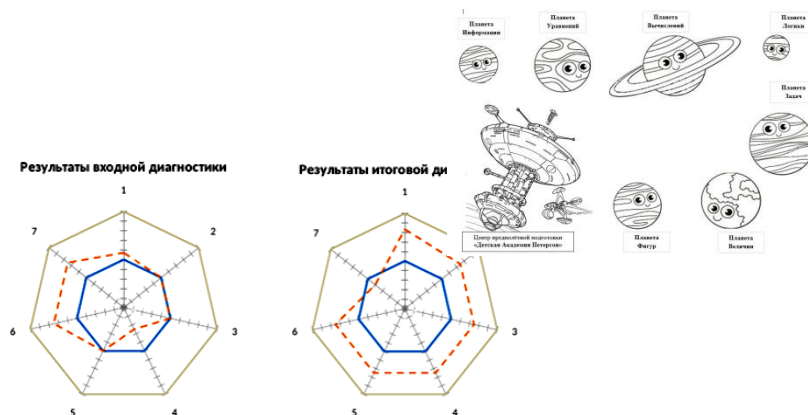 Планета
Информации
Планета
Уравнений
Планета
Вычислений
Планета
Логики
Планета
Задач
Планета
Величин
Планета
Фигур
Центр предполётной подготовки
«Детская Академия Петерсон»
Результаты входной диагностики
1
2
3
4
5
6
7
Результаты итоговой ди
1
3
4
5
6
7